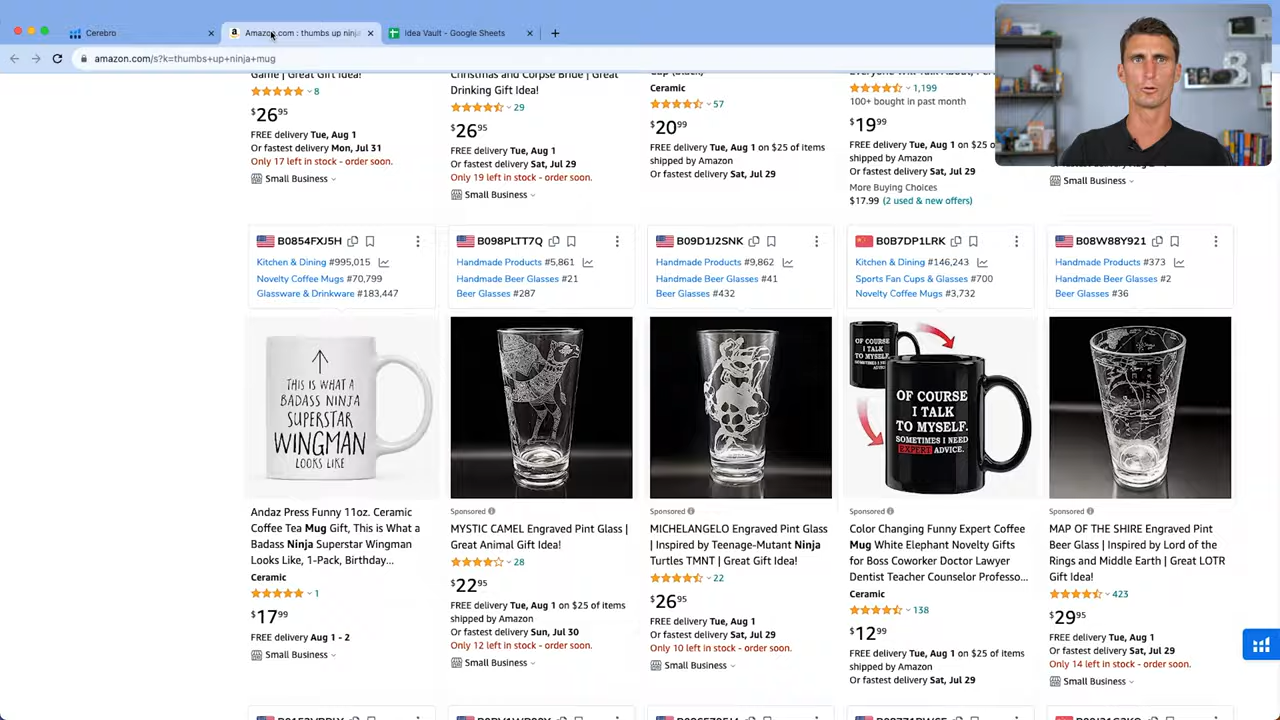 Cerebro
Amazon.com : thumbs up ninja
Idea Vault - Google Sheets
amazon.com/s?k=thumbs+up+ninja+mug
Game | Great Gift Idea!
8
$26.95
FREE delivery Tue, Aug 1
Or fastest delivery Mon, Jul 31
Only 17 left in stock - order soon.
Small Business
Christmas and Corpse Bride | Great
Drinking Gift Idea!
29
$26.95
FREE delivery Tue, Aug 1
Or fastest delivery Sat, Jul 29
Only 19 left in stock - order soon.
Small Business
Cup (Black)
Ceramic
57
$20.99
FREE delivery Tue, Aug 1 on $25 of items
shipped by Amazon
Or fastest delivery Sat, Jul 29
1,199
100+ bought in past month
$19.99
FREE delivery Tue, Aug 1 on $25 o
shipped by Amazon
Or fastest delivery Sat, Jul 29
More Buying Choices
$17.99 (2 used & new offers)
Small Business
B0854FXJ5H
Kitchen & Dining #995,015
Novelty Coffee Mugs #70,799
Glassware & Drinkware #183,447
B098PLTT7Q
Handmade Products #5,861
Handmade Beer Glasses #21
Beer Glasses #287
B09D1J2SNK
Handmade Products #9,862
Handmade Beer Glasses #41
Beer Glasses #432
B0B7DP1LRK
Kitchen & Dining #146,243
Sports Fan Cups & Glasses #700
Novelty Coffee Mugs #3,732
B08W88Y921
Handmade Products #373
Handmade Beer Glasses #2
Beer Glasses #36
THIS IS WHAT A
BADASS NINJA
SUPERSTAR
WINGMAN
LOOKS LIKE
OF COURSE
I TALK
TO MYSELF.
SOMETIMES I NEED
EXPERT ADVICE.
OF COURSE
I TALK
TO MYSELF.
SOMETIMES I NEED
EXPERT ADVICE.
Andaz Press Funny 11oz. Ceramic
Coffee Tea Mug Gift, This is What a
Badass Ninja Superstar Wingman
Looks Like, 1-Pack, Birthday...
Ceramic
1
$17.99
FREE delivery Aug 1 - 2
Small Business
Sponsored
MYSTIC CAMEL Engraved Pint Glass |
Great Animal Gift Idea!
28
$22.95
FREE delivery Tue, Aug 1 on $25 of items
shipped by Amazon
Or fastest delivery Sun, Jul 30
Only 12 left in stock - order soon.
Small Business
Sponsored
MICHELANGELO Engraved Pint Glass
| Inspired by Teenage-Mutant Ninja
Turtles TMNT | Great Gift Idea!
22
$26.95
FREE delivery Tue, Aug 1
Or fastest delivery Sat, Jul 29
Only 10 left in stock - order soon.
Small Business
Sponsored
Color Changing Funny Expert Coffee
Mug White Elephant Novelty Gifts
for Boss Coworker Doctor Lawyer
Dentist Teacher Counselor Professo...
Ceramic
138
$12.99
FREE delivery Tue, Aug 1 on $25 of items
shipped by Amazon
Or fastest delivery Sat, Jul 29
Sponsored
MAP OF THE SHIRE Engraved Pint
Beer Glass | Inspired by Lord of the
Rings and Middle Earth | Great LOTR
Gift Idea!
423
$29.95
FREE delivery Tue, Aug 1
Or fastest delivery Sat, Jul 29
Only 14 left in stock - order soon.
Small Business